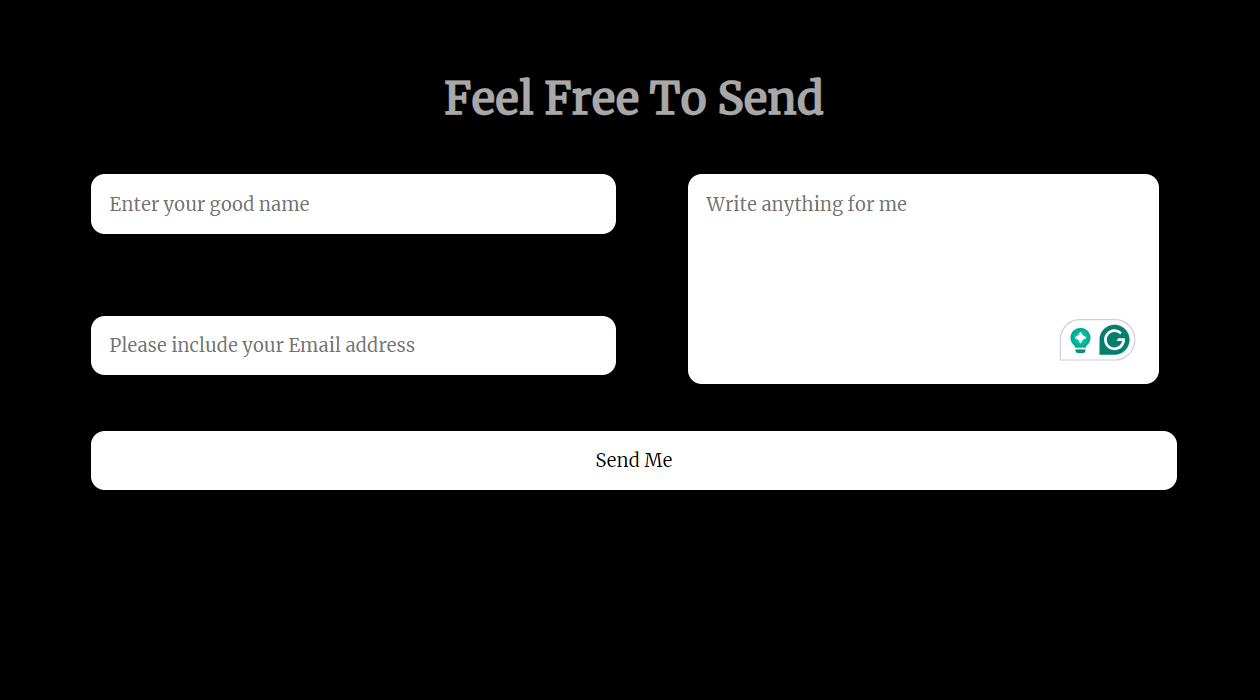 Feel Free To Send
Enter your good name
Write anything for me
Please include your Email address
Send Me